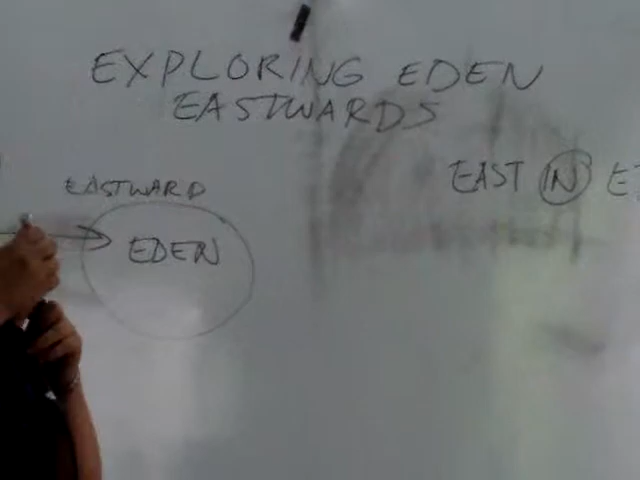 EXPLORING EDEN
EASTWARDS
EASTWARD
EDEN
EAST IN